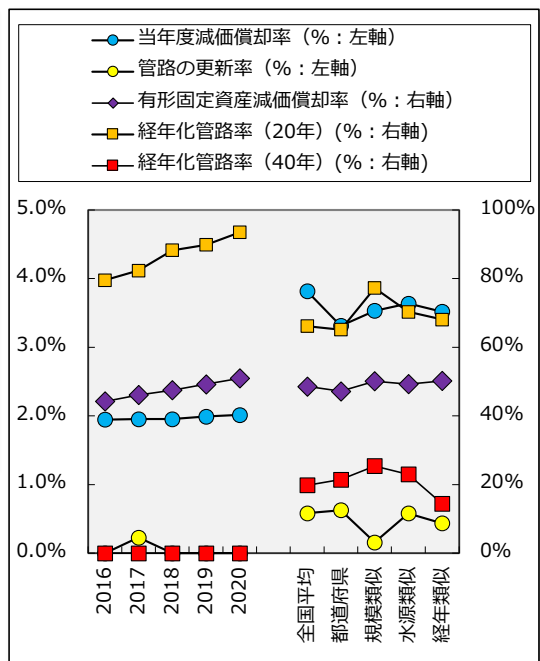 当年度減価償却率（%：左軸）
管路の更新率（%：左軸）
有形固定資産減価償却率（%：右軸）
経年化管路率（20年）(%：右軸)
経年化管路率（40年）(%：右軸)
5.0% 100%
4.0% 80%
3.0% 60%
2.0% 40%
1.0% 20%
0.0% 0%
2016
2017
2018
2019
2020
全国平均
都道府県
規模類似
水源類似
経年類似